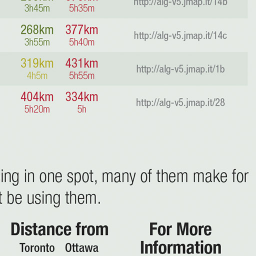 3h45m 5h35m http://alg-v5.jmap.it/14b
268km 377km http://alg-v5.jmap.it/14c
3h55m 5h40m
319km 431km http://alg-v5.jmap.it/1b
4h5m 5h55m
404km 334km http://alg-v5.jmap.it/28
5h20m 5h
ing in one spot, many of them make for
t be using them.
Distance from For More
Toronto Ottawa Information